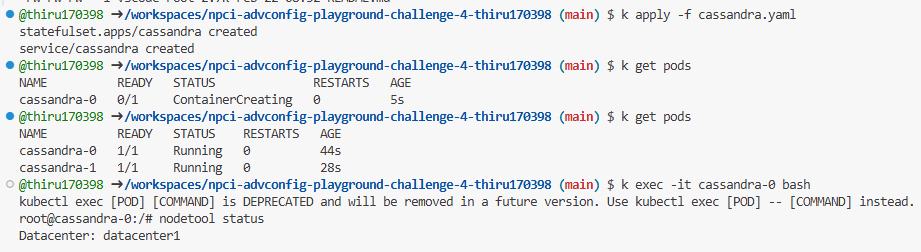 @thiru170398 ➜/workspaces/npci-advconfig-playground-challenge-4-thiru170398 (main) $ k apply -f cassandra.yaml
statefulset.apps/cassandra created
service/cassandra created
@thiru170398 ➜/workspaces/npci-advconfig-playground-challenge-4-thiru170398 (main) $ k get pods
NAME READY STATUS RESTARTS AGE
cassandra-0 0/1 ContainerCreating 0 5s
@thiru170398 ➜/workspaces/npci-advconfig-playground-challenge-4-thiru170398 (main) $ k get pods
NAME READY STATUS RESTARTS AGE
cassandra-0 1/1 Running 0 44s
cassandra-1 1/1 Running 0 28s
@thiru170398 ➜/workspaces/npci-advconfig-playground-challenge-4-thiru170398 (main) $ k exec -it cassandra-0 bash
kubectl exec [POD] [COMMAND] is DEPRECATED and will be removed in a future version. Use kubectl exec [POD] -- [COMMAND] instead.
root@cassandra-0:/# nodetool status
Datacenter: datacenter1